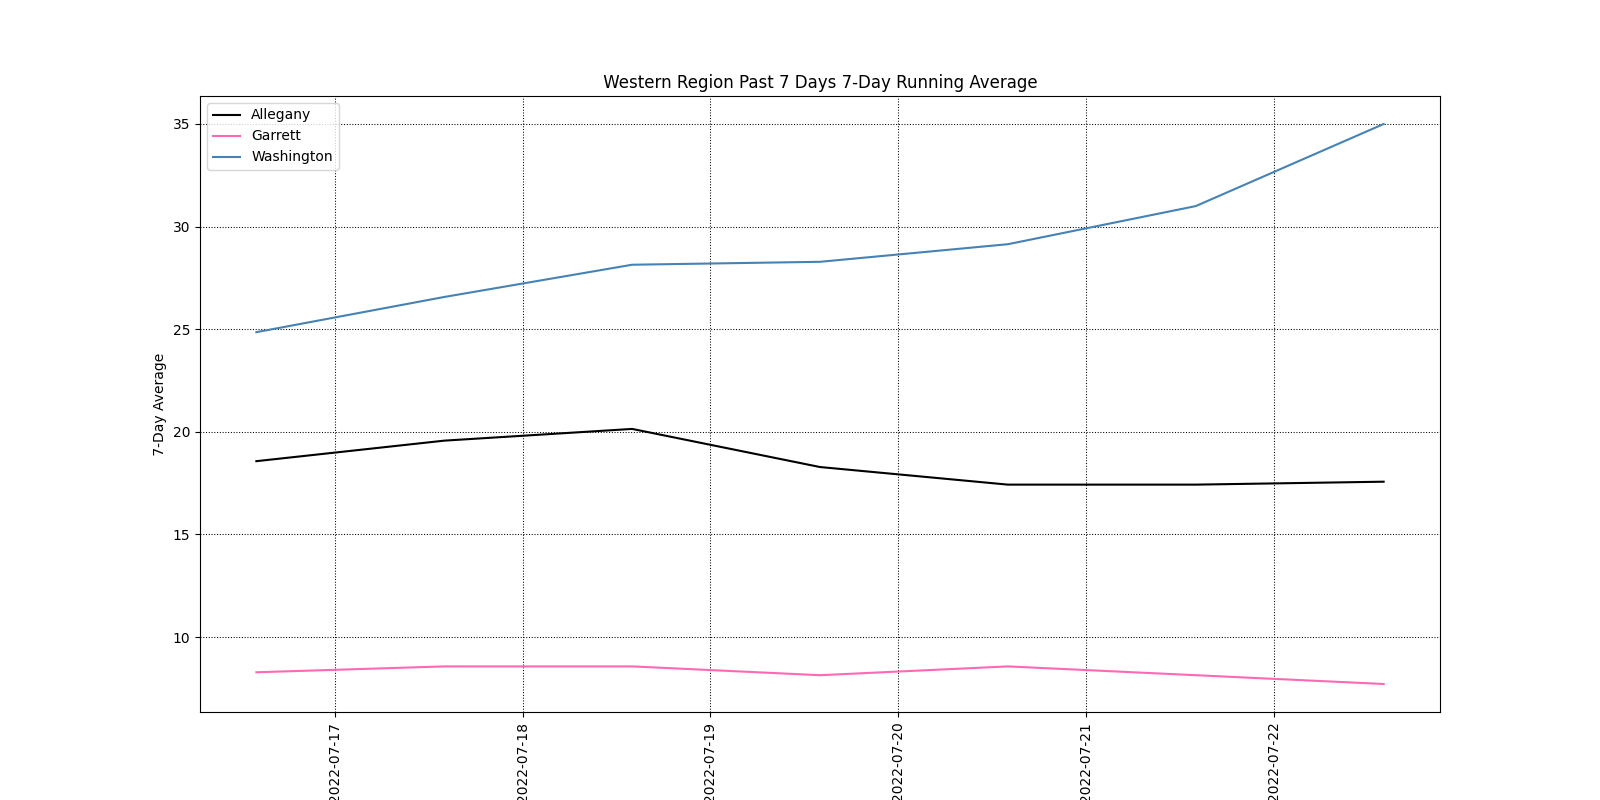 Western Region Past 7 Days 7-Day Running Average
Allegany
Garrett
Washington
35
30
25
20
15
10
7-Day Average
2022-07-17
2022-07-18
2022-07-19
2022-07-20
2022-07-21
2022-07-22